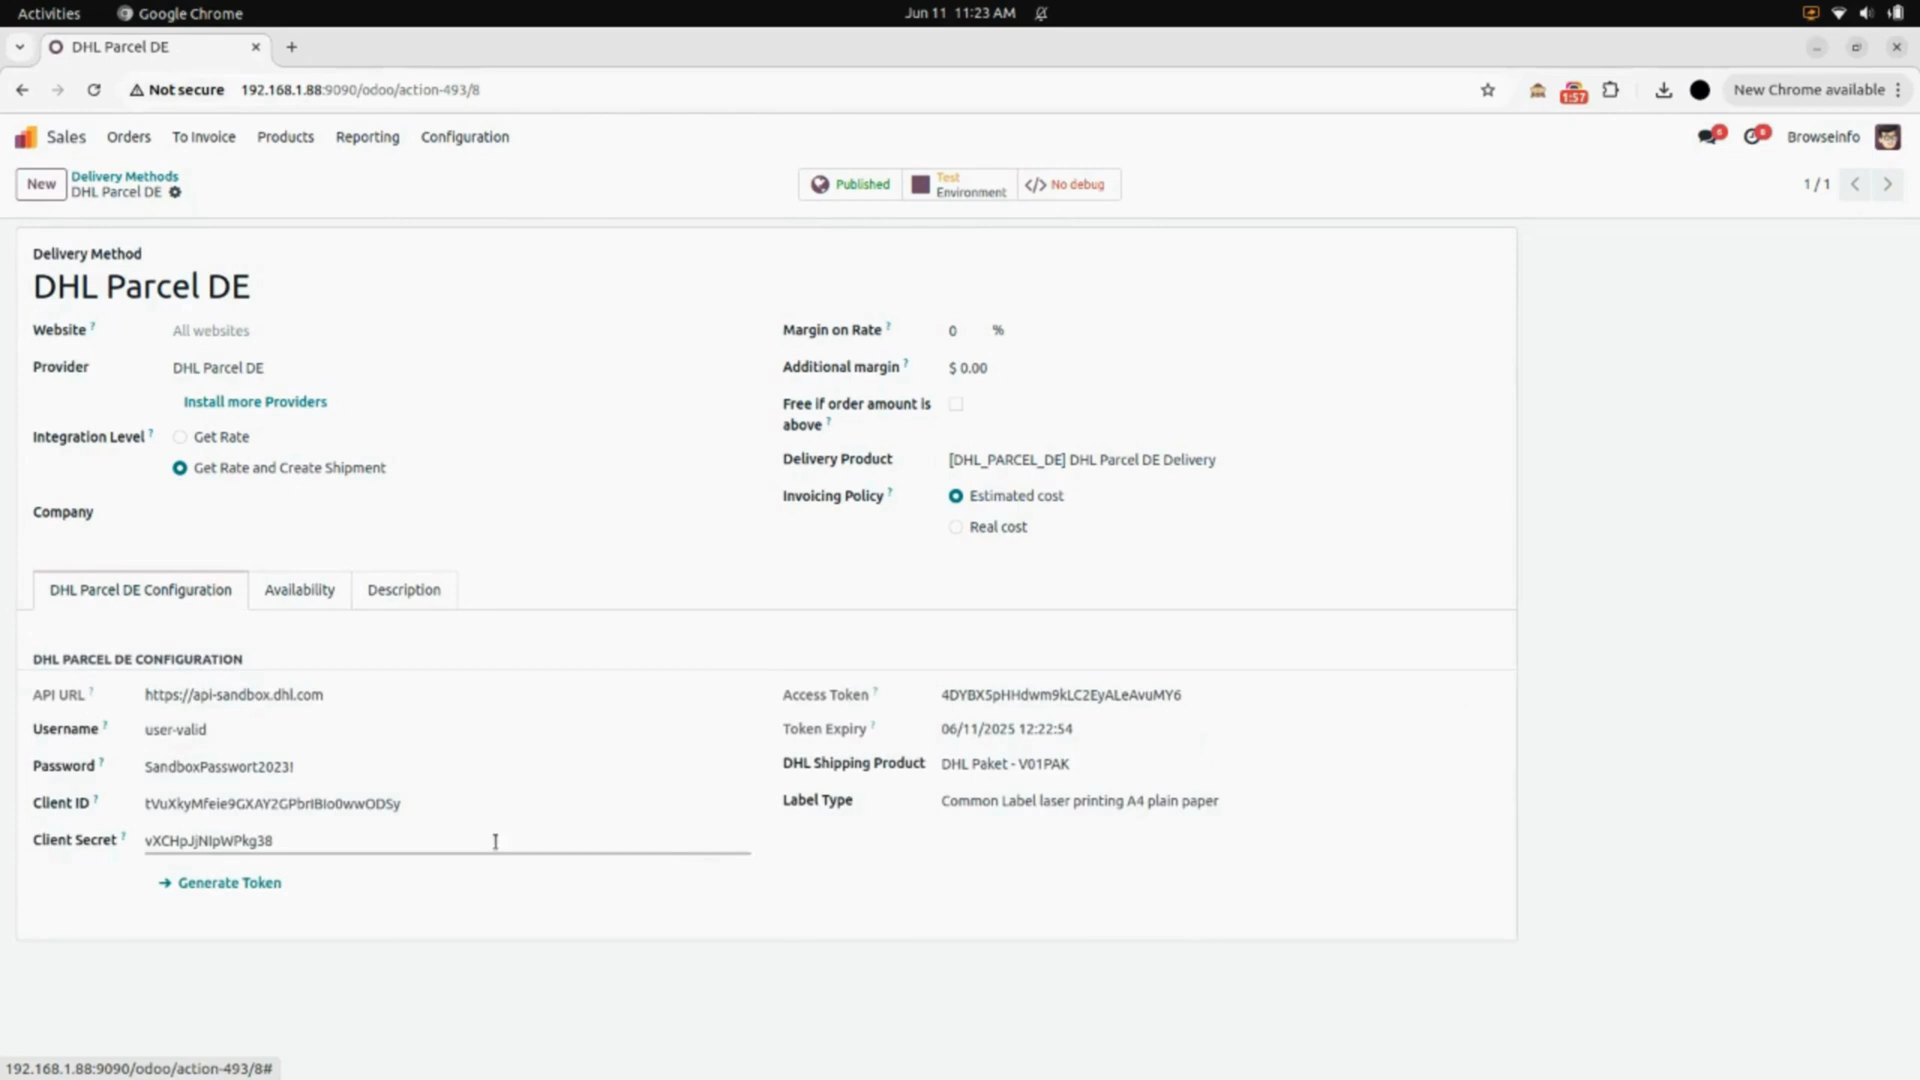 Activities Google Chrome Jun 11 11:23 AM
DHL Parcel DE
Not secure 192.168.1.88:9090/odoo/action-493/8 1:57 New Chrome available
Sales Orders To Invoice Products Reporting Configuration Browseinfo
New Delivery Methods
DHL Parcel DE
Published
Test
Environment
No debug
1 / 1
Delivery Method
DHL Parcel DE
Website ? All websites
Provider DHL Parcel DE
Install more Providers
Integration Level ? Get Rate
Get Rate and Create Shipment
Company
Margin on Rate ? 0 %
Additional margin ? $ 0.00
Free if order amount is
above ?
Delivery Product [DHL_PARCEL_DE] DHL Parcel DE Delivery
Invoicing Policy ? Estimated cost
Real cost
DHL Parcel DE Configuration Availability Description
DHL PARCEL DE CONFIGURATION
API URL ? https://api-sandbox.dhl.com
Username ? user-valid
Password ? SandboxPasswort2023!
Client ID ? tVuXkyMfeie9GXAY2GPbrIBIo0wwODSy
Client Secret ? vXCHpJjNIpWPkg38
Generate Token
Access Token ? 4DYBX5pHHdwm9kLC2EyALeAvuMY6
Token Expiry ? 06/11/2025 12:22:54
DHL Shipping Product DHL Paket - V01PAK
Label Type Common Label laser printing A4 plain paper
192.168.1.88:9090/odoo/action-493/8#